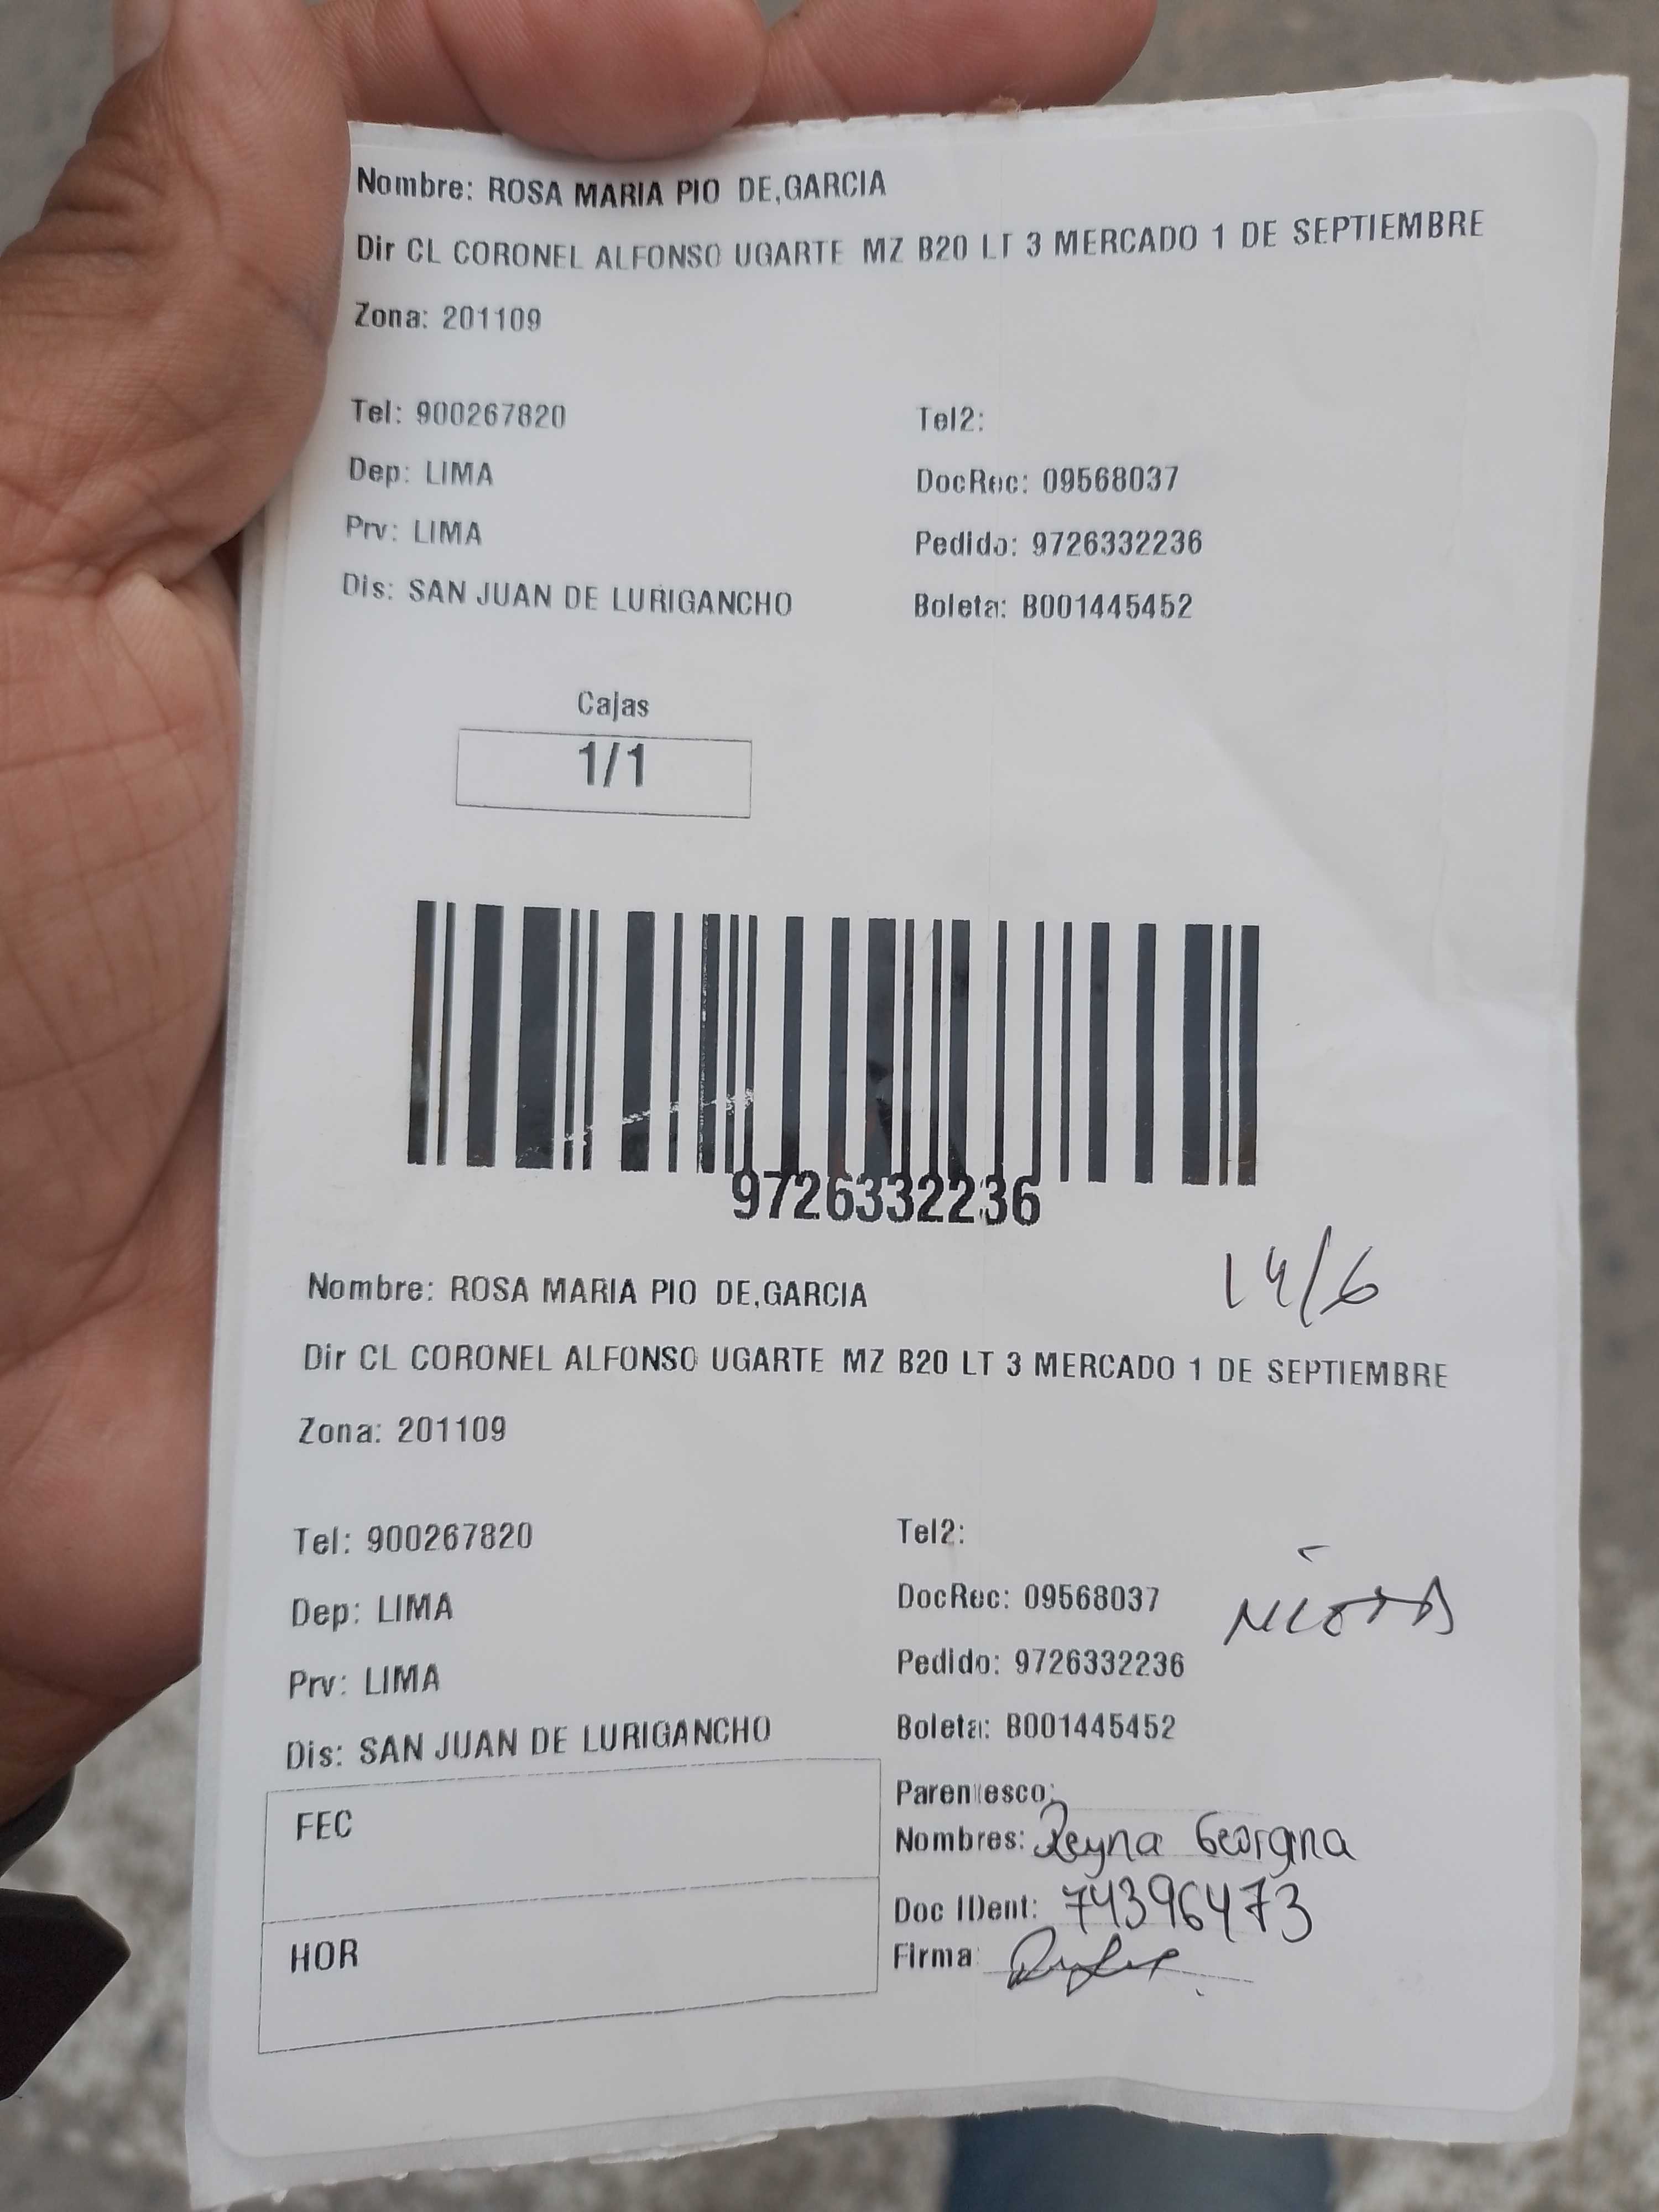 Nombre: ROSA MARIA PIO DE,GARCIA
Dir CL CORONEL ALFONSO UGARTE MZ B20 LT 3 MERCADO 1 DE SEPTIEMBRE
Zona: 201109
Tel: 900267820 Tel2:
Dep: LIMA DocRec: 09568037
Prv: LIMA Pedido: 9726332236
Dis: SAN JUAN DE LURIGANCHO Boleta: B001445452
Cajas
1/1
9726332236
14/6
Nombre: ROSA MARIA PIO DE,GARCIA
Dir CL CORONEL ALFONSO UGARTE MZ B20 LT 3 MERCADO 1 DE SEPTIEMBRE
Zona: 201109
Tel: 900267820 Tel2:
Dep: LIMA DocRec: 09568037
Prv: LIMA Pedido: 9726332236
Dis: SAN JUAN DE LURIGANCHO Boleta: B001445452
Parentesco:
FEC Nombres: Reyna Georgina
Doc IDent: 74396473
HOR Firma: